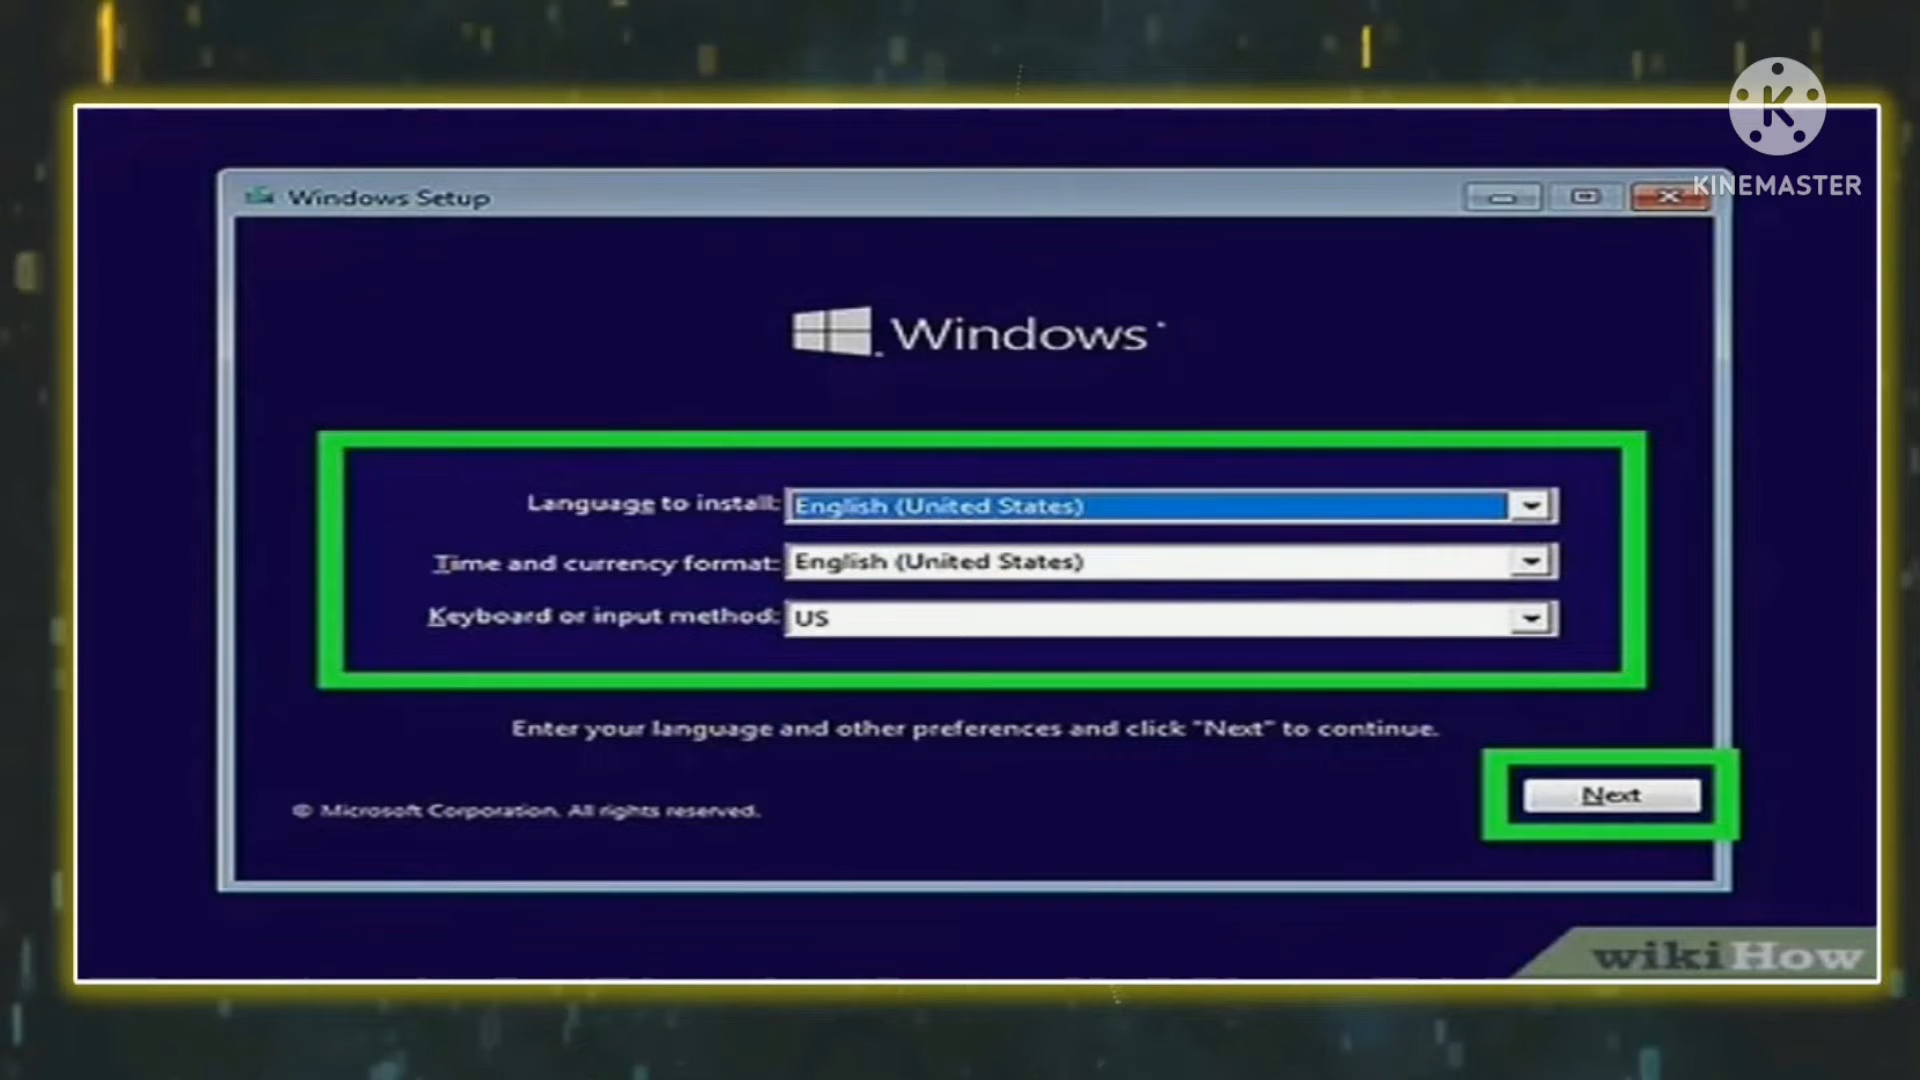 KINEMASTER
Windows Setup
Windows
Language to install: English (United States)
Time and currency format: English (United States)
Keyboard or input method: US
Enter your language and other preferences and click "Next" to continue.
Next
© Microsoft Corporation. All rights reserved.
wikiHow